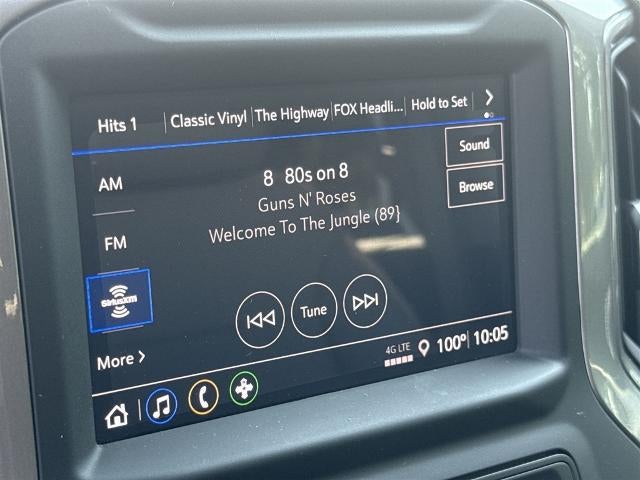 Hits 1 Classic Vinyl The Highway FOX Headli... Hold to Set
AM
8 80s on 8
Sound
Guns N' Roses
Browse
FM
Welcome To The Jungle (89}
SiriusXM
Tune
More
4G LTE 100° 10:05